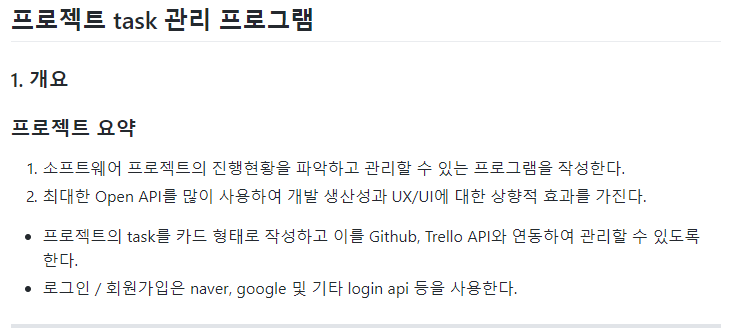 프로젝트 task 관리 프로그램
1. 개요
프로젝트 요약
1. 소프트웨어 프로젝트의 진행현황을 파악하고 관리할 수 있는 프로그램을 작성한다.
2. 최대한 Open API를 많이 사용하여 개발 생산성과 UX/UI에 대한 상향적 효과를 가진다.
• 프로젝트의 task를 카드 형태로 작성하고 이를 Github, Trello API와 연동하여 관리할 수 있도록
한다.
• 로그인 / 회원가입은 naver, google 및 기타 login api 등을 사용한다.